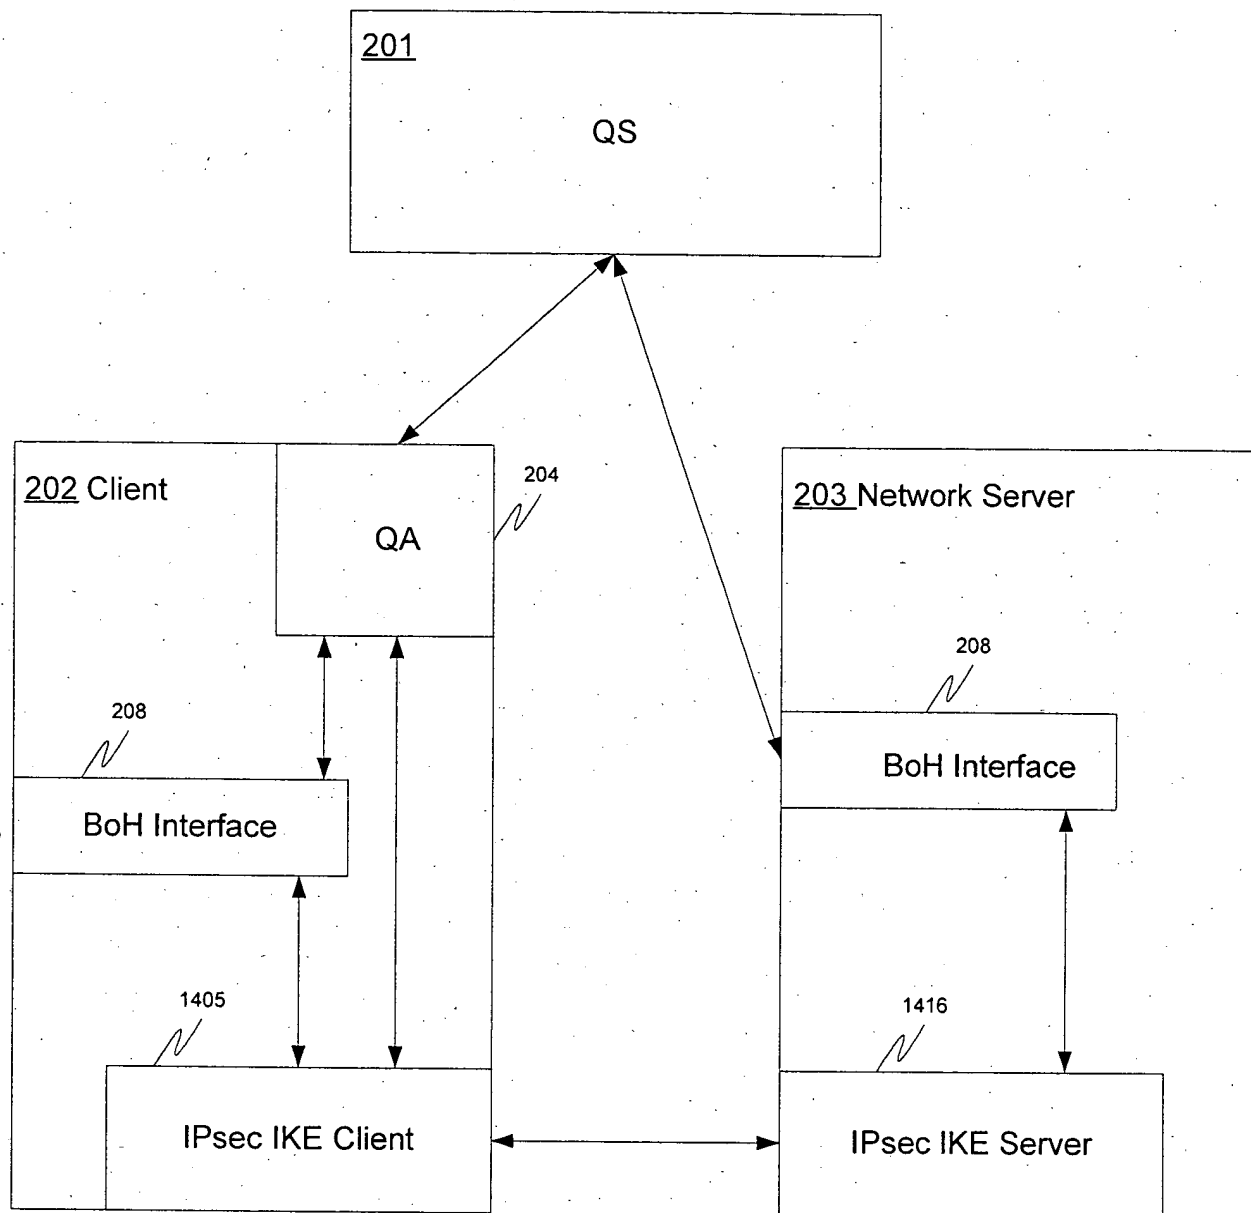 201
QS
202 Client
204
QA
203 Network Server
208
BoH Interface
208
BoH Interface
1405
IPsec IKE Client
1416
IPsec IKE Server